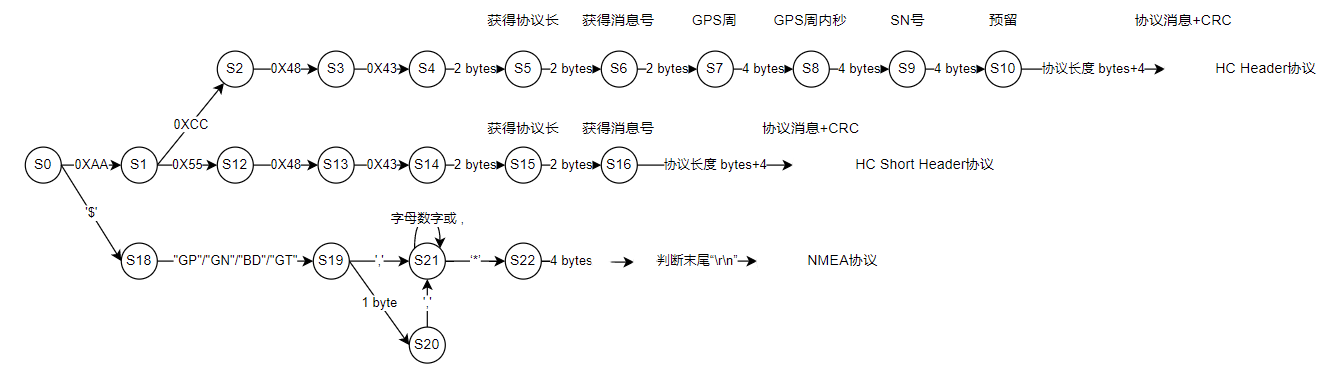 获得协议长 获得消息号 GPS周 GPS周内秒 SN号 预留 协议消息+CRC
S2 0X48 S3 0X43 S4 2 bytes S5 2 bytes S6 2 bytes S7 4 bytes S8 4 bytes S9 4 bytes S10 协议长度 bytes+4 HC Header协议
0XCC
获得协议长 获得消息号 协议消息+CRC
S0 0XAA S1 0X55 S12 0X48 S13 0X43 S14 2 bytes S15 2 bytes S16 协议长度 bytes+4 HC Short Header协议
'$'
字母数字或 ,
S18 "GP"/"GN"/"BD"/"GT" S19 ',' S21 '*' S22 4 bytes 判断末尾“\r\n” NMEA协议
1 byte ','
S20